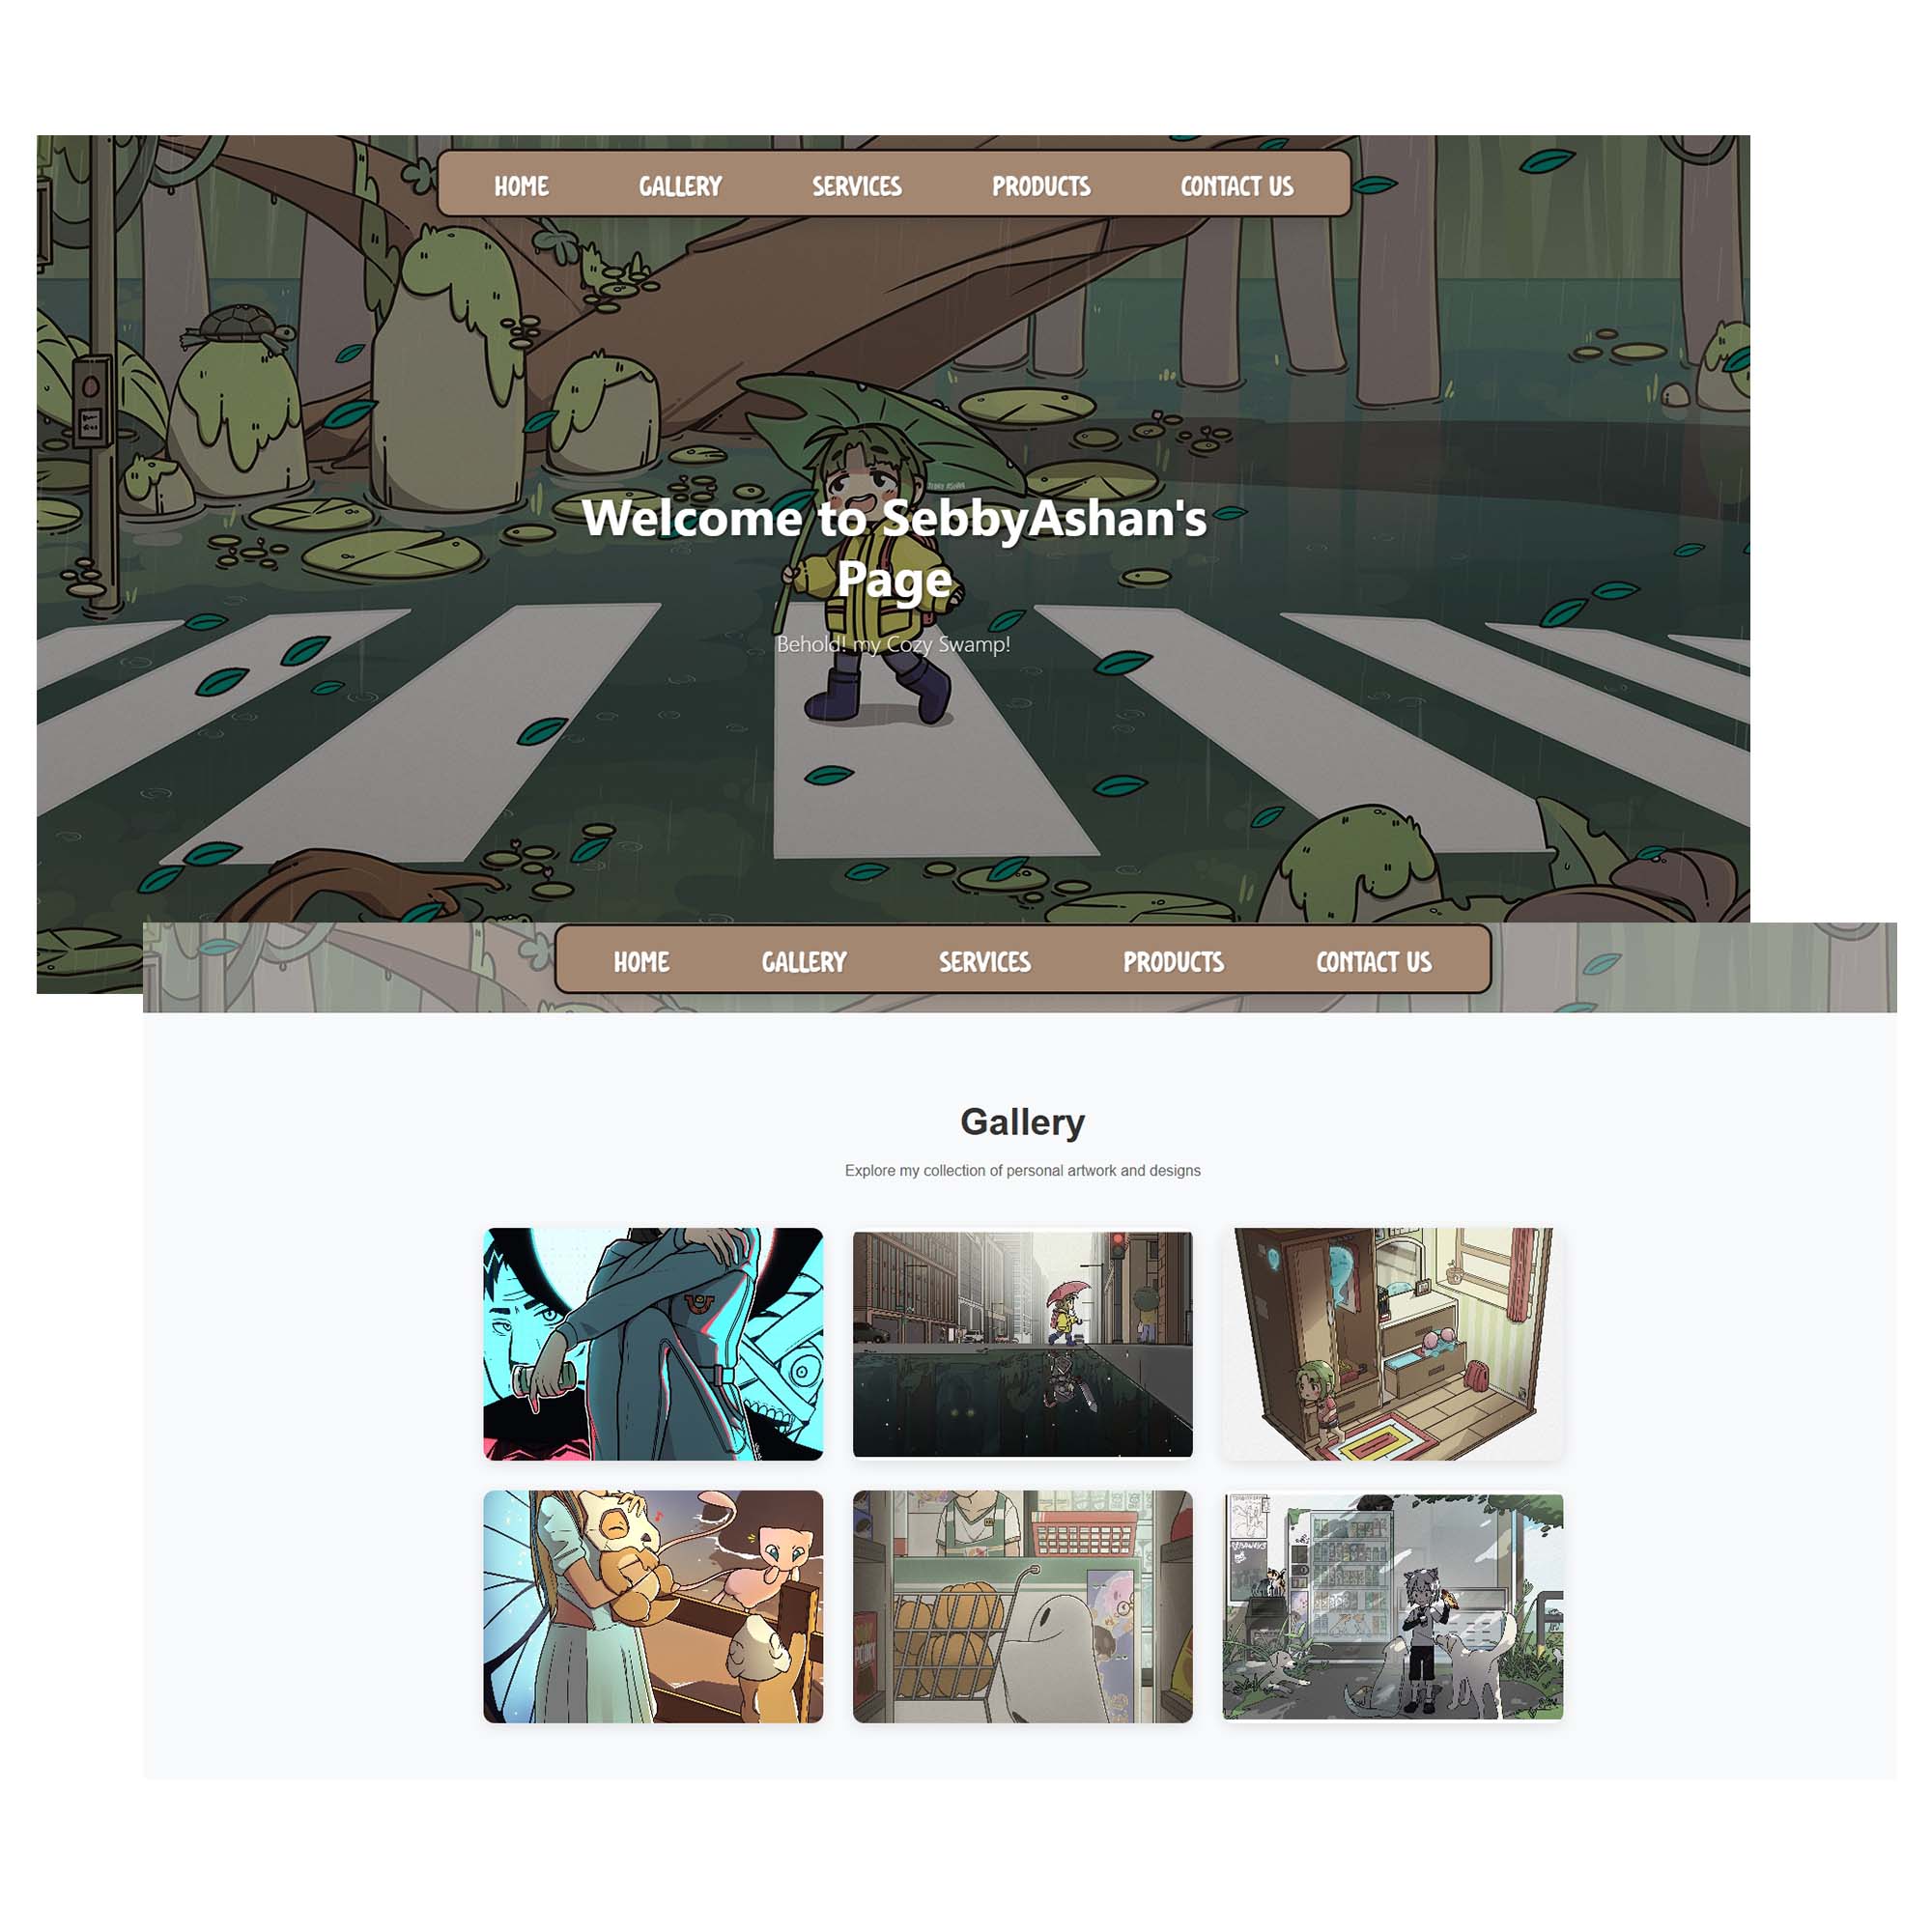 HOME GALLERY SERVICES PRODUCTS CONTACT US
Welcome to SebbyAshan's
Page
Behold! my Cozy Swamp!
HOME GALLERY SERVICES PRODUCTS CONTACT US
Gallery
Explore my collection of personal artwork and designs